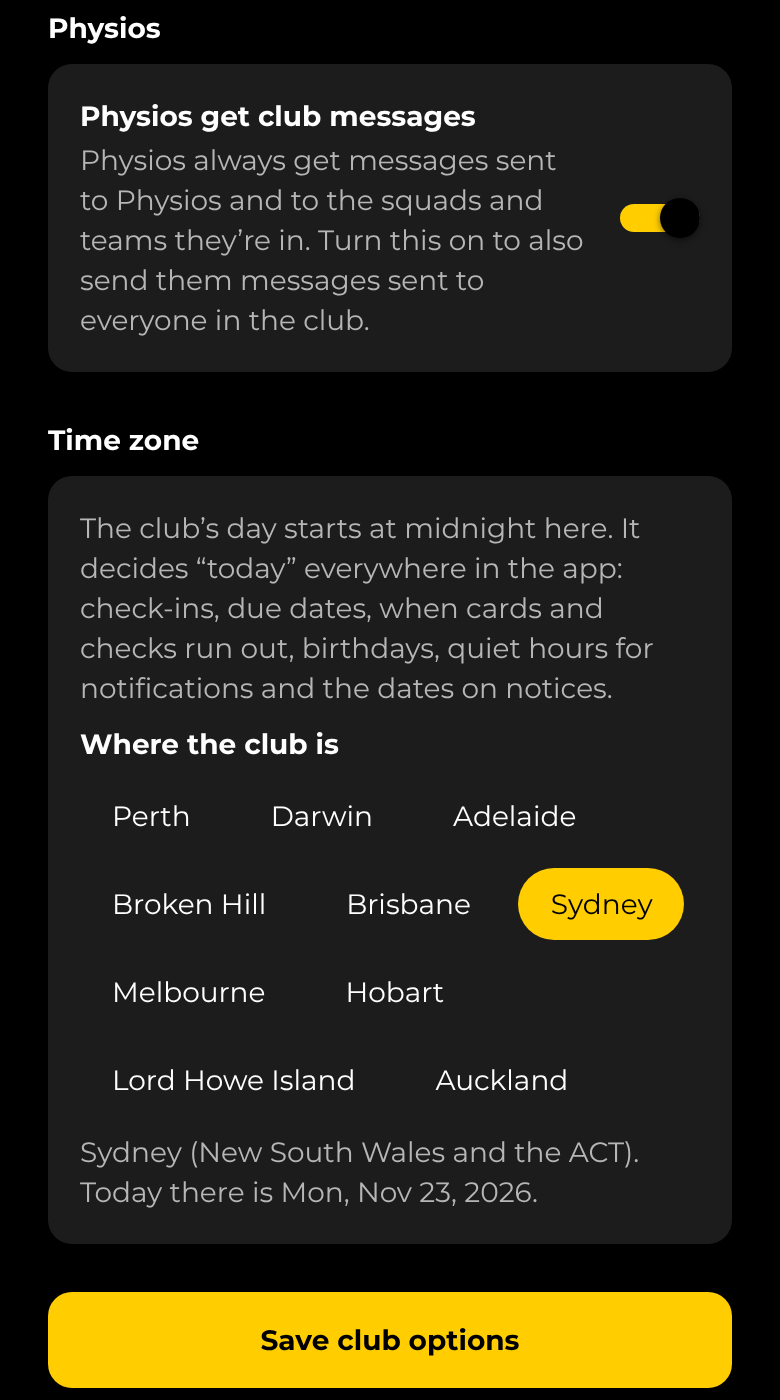 Physios
Physios get club messages
Physios always get messages sent
to Physios and to the squads and
teams they’re in. Turn this on to also
send them messages sent to
everyone in the club.
Time zone
The club’s day starts at midnight here. It
decides “today” everywhere in the app:
check-ins, due dates, when cards and
checks run out, birthdays, quiet hours for
notifications and the dates on notices.
Where the club is
Perth Darwin Adelaide
Broken Hill Brisbane Sydney
Melbourne Hobart
Lord Howe Island Auckland
Sydney (New South Wales and the ACT).
Today there is Mon, Nov 23, 2026.
Save club options